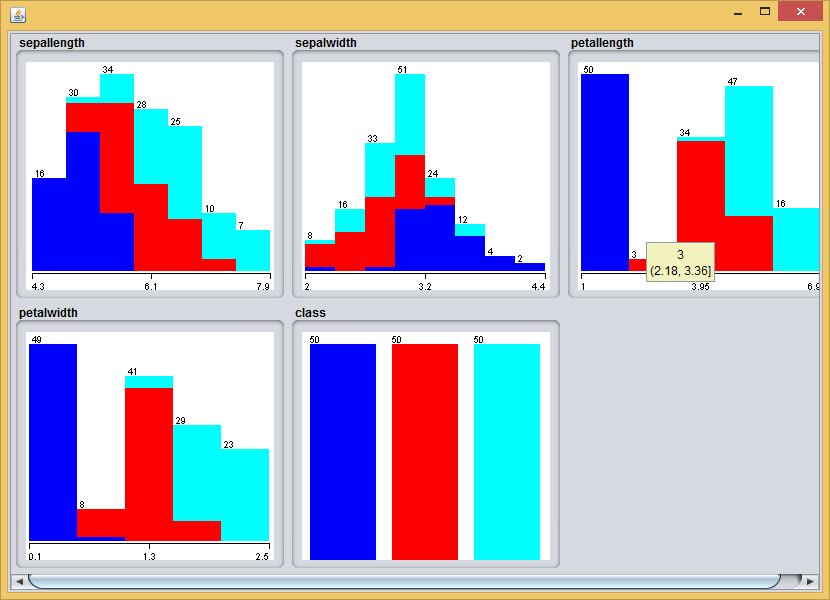 sepallength
34
30
28
25
16
10
7
4.3 6.1 7.9
sepalwidth
51
33
24
16
12
8
4
2
2 3.2 4.4
petallength
50
47
34
16
3
3
(2.18, 3.36]
1 3.95 6.9
petalwidth
49
41
29
23
8
0.1 1.3 2.5
class
50 50 50